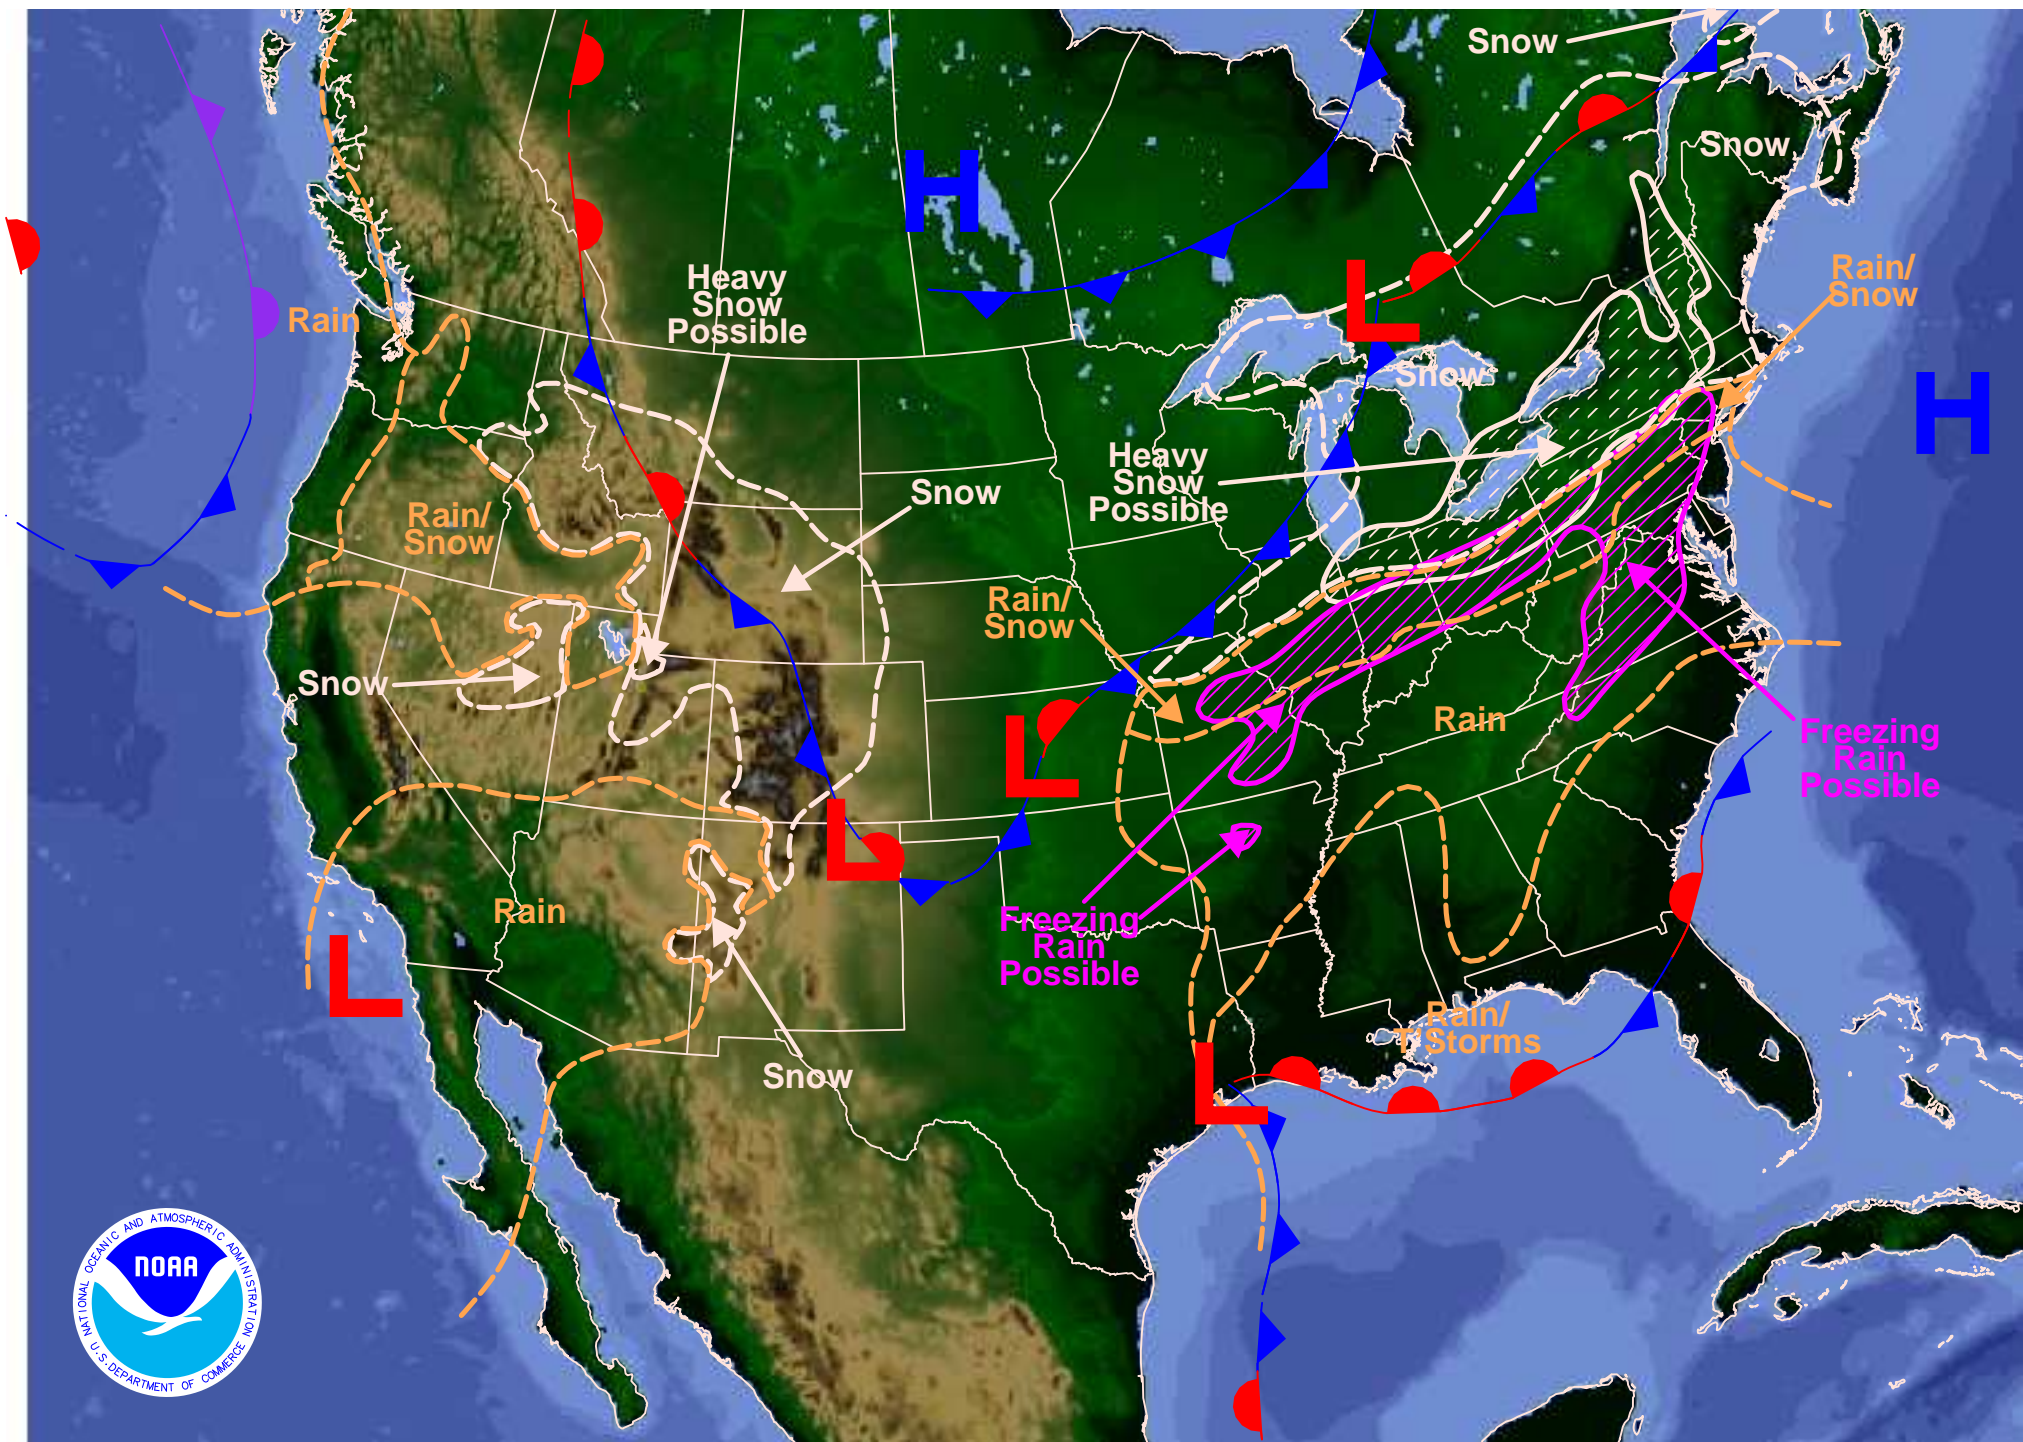 Snow
Snow
H
Rain/
Snow
Heavy
Snow
Possible
Rain
L
Snow
H
Heavy
Snow
Possible
Snow
Rain/
Snow
Rain/
Snow
Snow
Rain
Freezing
Rain
Possible
L
L
Rain
Freezing
Rain
Possible
L
Rain/
T'Storms
Snow
L
NATIONAL OCEANIC AND ATMOSPHERIC ADMINISTRATION
NOAA
U.S. DEPARTMENT OF COMMERCE